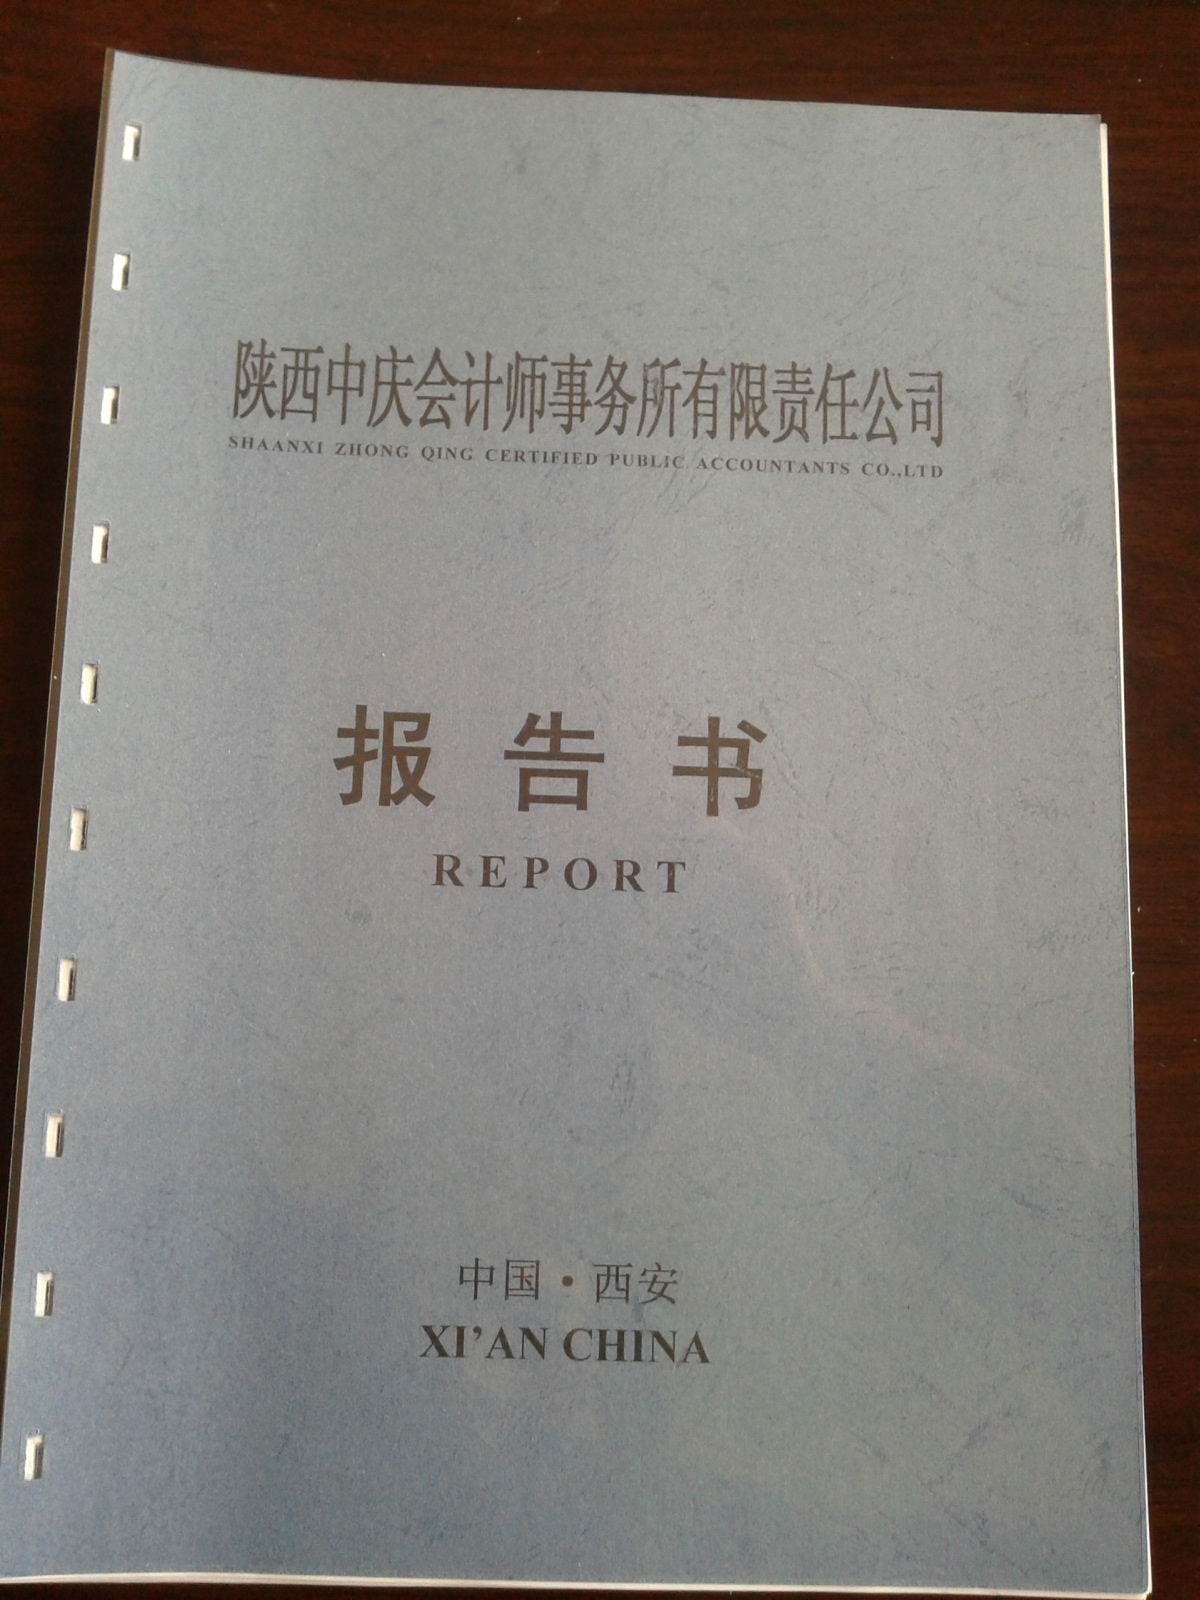 陕西中庆会计师事务所有限责任公司
SHAANXI ZHONG QING CERTIFIED PUBLIC ACCOUNTANTS CO.,LTD
报告书
REPORT
中国·西安
XI'AN CHINA